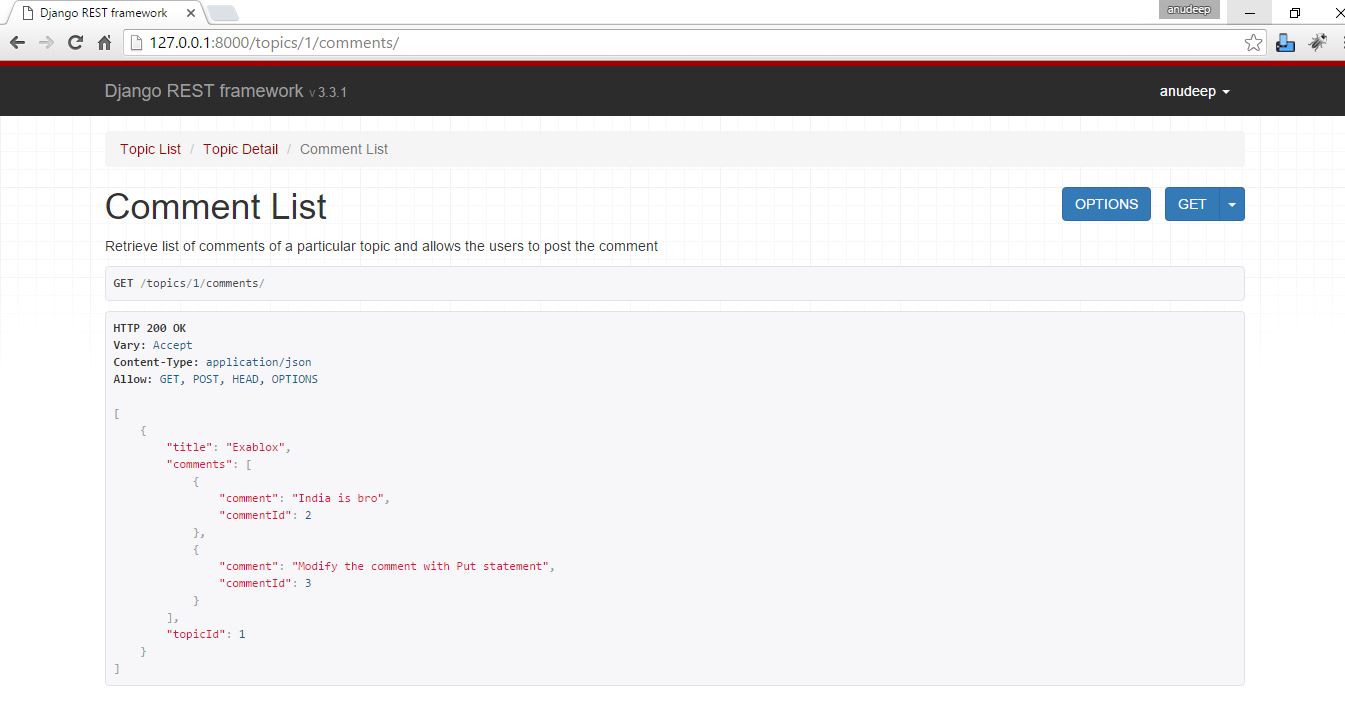 Django REST framework
anudeep
127.0.0.1:8000/topics/1/comments/
Django REST framework v 3.3.1
anudeep
Topic List / Topic Detail / Comment List
Comment List
OPTIONS
GET
Retrieve list of comments of a particular topic and allows the users to post the comment
GET /topics/1/comments/
HTTP 200 OK
Vary: Accept
Content-Type: application/json
Allow: GET, POST, HEAD, OPTIONS
[
    {
        "title": "Exablox",
        "comments": [
            {
                "comment": "India is bro",
                "commentId": 2
            },
            {
                "comment": "Modify the comment with Put statement",
                "commentId": 3
            }
        ],
        "topicId": 1
    }
]